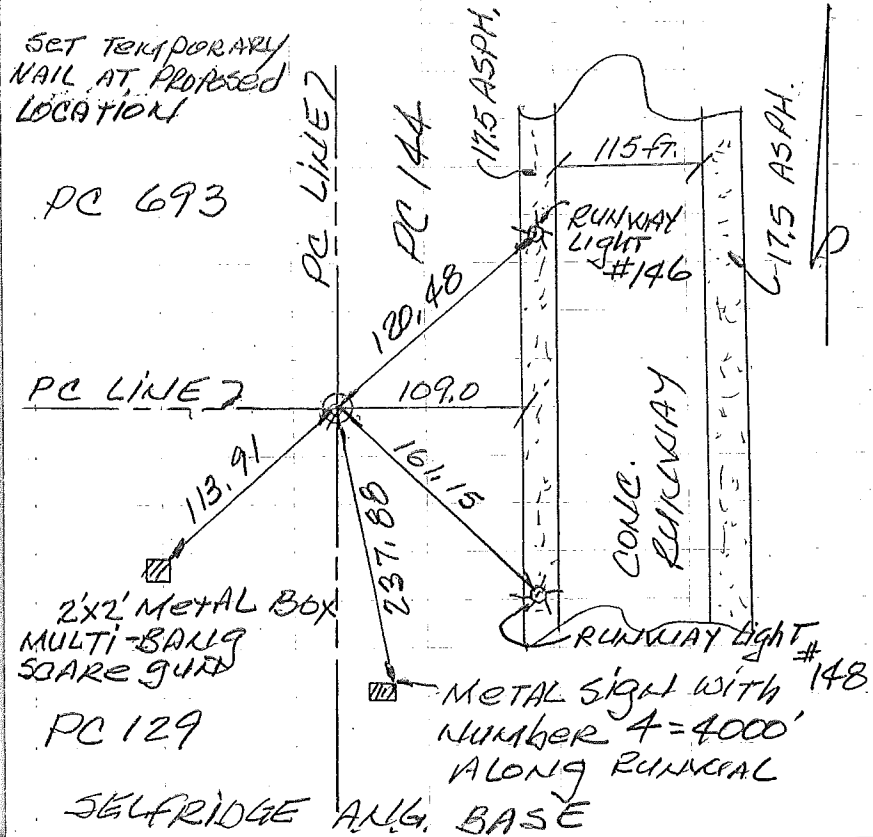 SET TEMPORARY
NAIL AT PROPOSED
LOCATION
PC 693
PC LINE
PC 144
17.5 ASPH.
115 ft.
17.5 ASPH.
RUNWAY
Light
#146
120.48
PC LINE
109.0
113.91
161.15
237.88
CONC.
RUNWAY
2'x2' METAL BOX
MULTI-BANG
SCARE GUN
RUNWAY Light #
148
METAL SIGN WITH
NUMBER 4=4000'
ALONG RUNWAY
PC 129
SELFRIDGE ANG. BASE